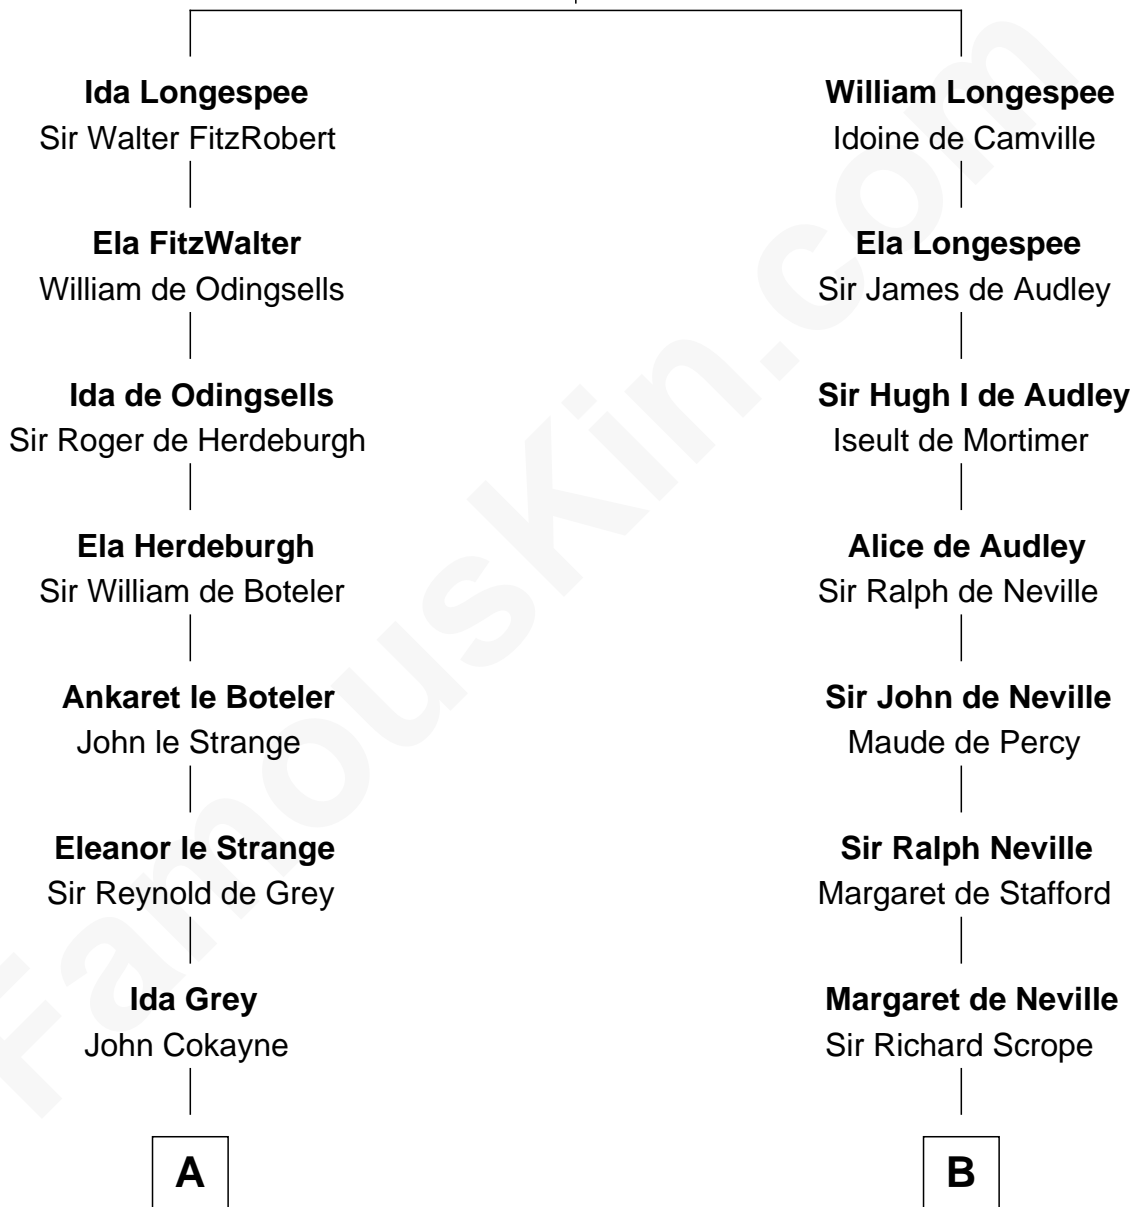 Ida Longespee
Sir Walter FitzRobert
William Longespee
Idoine de Camville
Ela FitzWalter
William de Odingsells
Ela Longespee
Sir James de Audley
Ida de Odingsells
Sir Roger de Herdeburgh
Sir Hugh I de Audley
Iseult de Mortimer
Ela Herdeburgh
Sir William de Boteler
Alice de Audley
Sir Ralph de Neville
Ankaret le Boteler
John le Strange
Sir John de Neville
Maude de Percy
Eleanor le Strange
Sir Reynold de Grey
Sir Ralph Neville
Margaret de Stafford
Ida Grey
John Cokayne
Margaret de Neville
Sir Richard Scrope
A
B
FamousKin.com